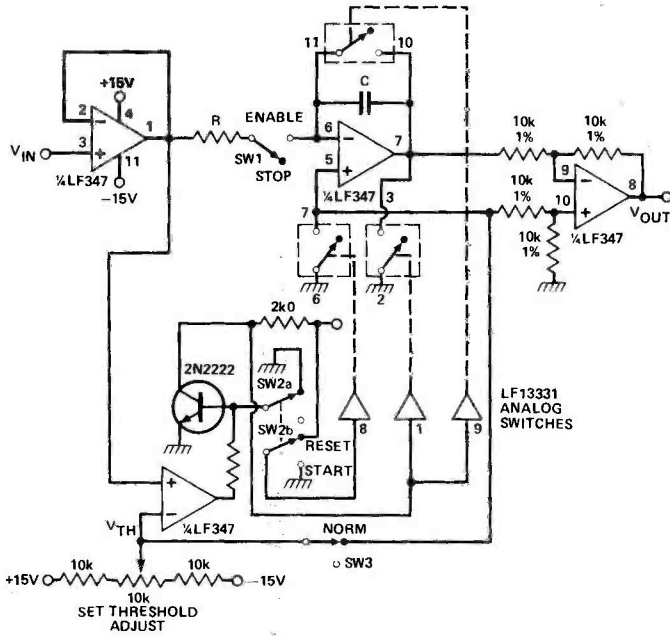 11
10
C
+15V
2
4
1
3
11
VIN
¼LF347
−15V
R
ENABLE
SW1
STOP
6
7
5
¼LF347
3
7
6
2
10k
1%
10k
1%
9
8
10k
1%
10
VOUT
¼LF347
10k
1%
2k0
2N2222
SW2a
SW2b
RESET
START
8
1
9
LF13331
ANALOG
SWITCHES
VTH
¼LF347
NORM
SW3
+15V
10k
10k
10k
−15V
SET THRESHOLD
ADJUST